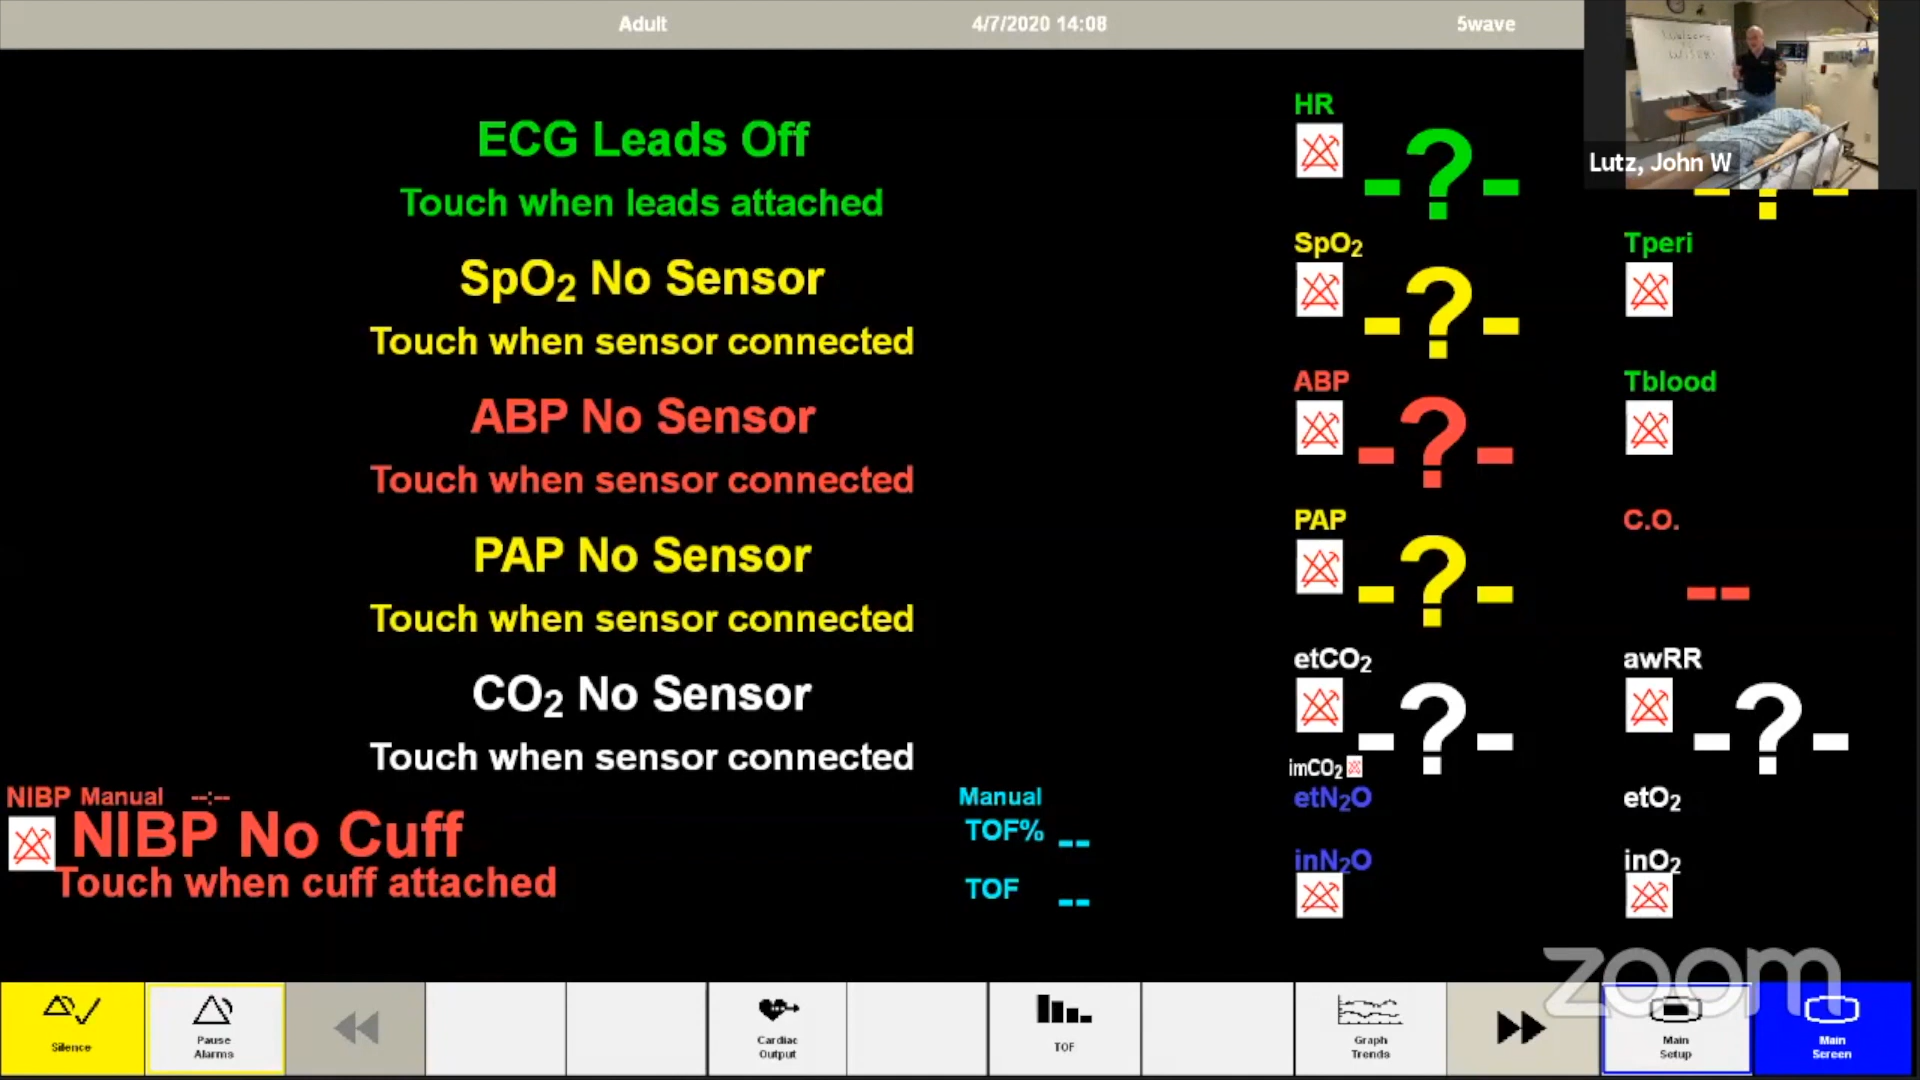 Adult 4/7/2020 14:08 5wave
Lutz, John W
ECG Leads Off
Touch when leads attached
HR
-?-
-?-
SpO2 No Sensor
Touch when sensor connected
SpO2
-?-
Tperi
ABP No Sensor
Touch when sensor connected
ABP
-?-
Tblood
PAP No Sensor
Touch when sensor connected
PAP
-?-
C.O.
--
CO2 No Sensor
Touch when sensor connected
etCO2
-?-
imCO2
awRR
-?-
NIBP Manual --:--
NIBP No Cuff
Touch when cuff attached
Manual
TOF% --
TOF --
etN2O
etO2
inN2O
inO2
zoom
Silence
Pause
Alarms
Cardiac
Output
TOF
Graph
Trends
Main
Setup
Main
Screen